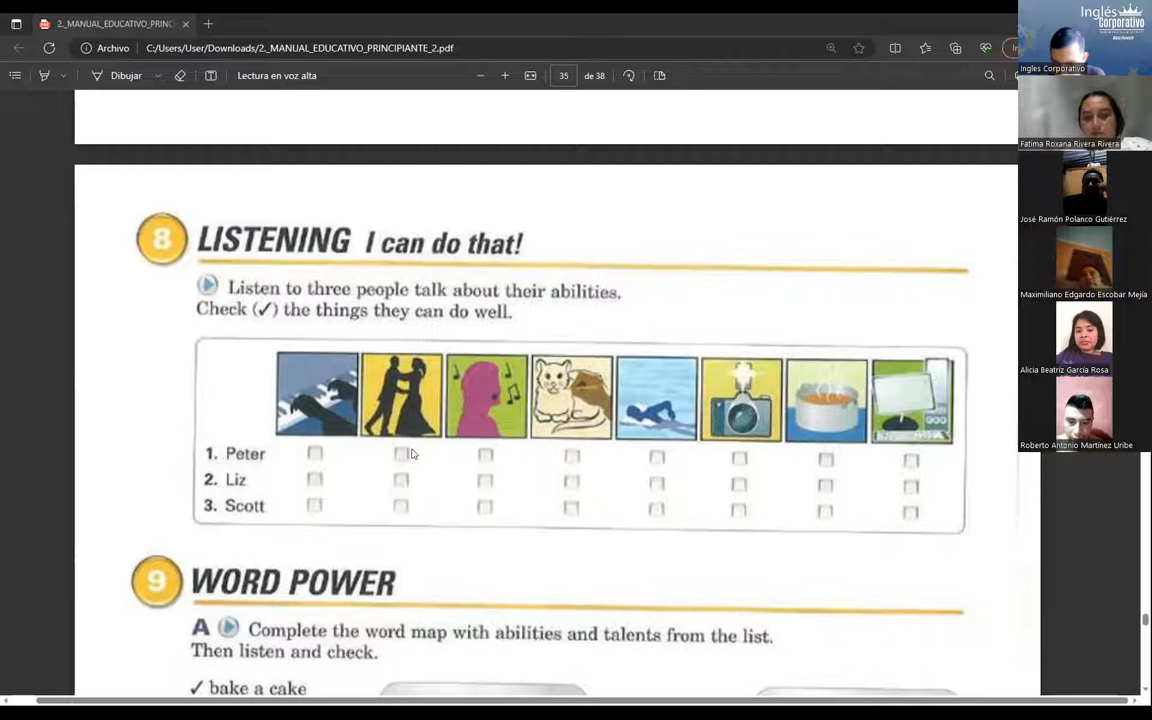 2._MANUAL_EDUCATIVO_PRINC
Archivo
C:/Users/User/Downloads/2._MANUAL_EDUCATIVO_PRINCIPIANTE_2.pdf
Dibujar
Lectura en voz alta
35
de 38
8 LISTENING I can do that!
Listen to three people talk about their abilities.
Check (✓) the things they can do well.
1. Peter
2. Liz
3. Scott
9 WORD POWER
A Complete the word map with abilities and talents from the list.
Then listen and check.
✓ bake a cake
Inglés
Corporativo
BEGINNER
Ingles Corporativo
Fatima Roxana Rivera Rivera
José Ramón Polanco Gutiérrez
Maximiliano Edgardo Escobar Mejía
Alicia Beatriz García Rosa
Roberto Antonio Martínez Uribe